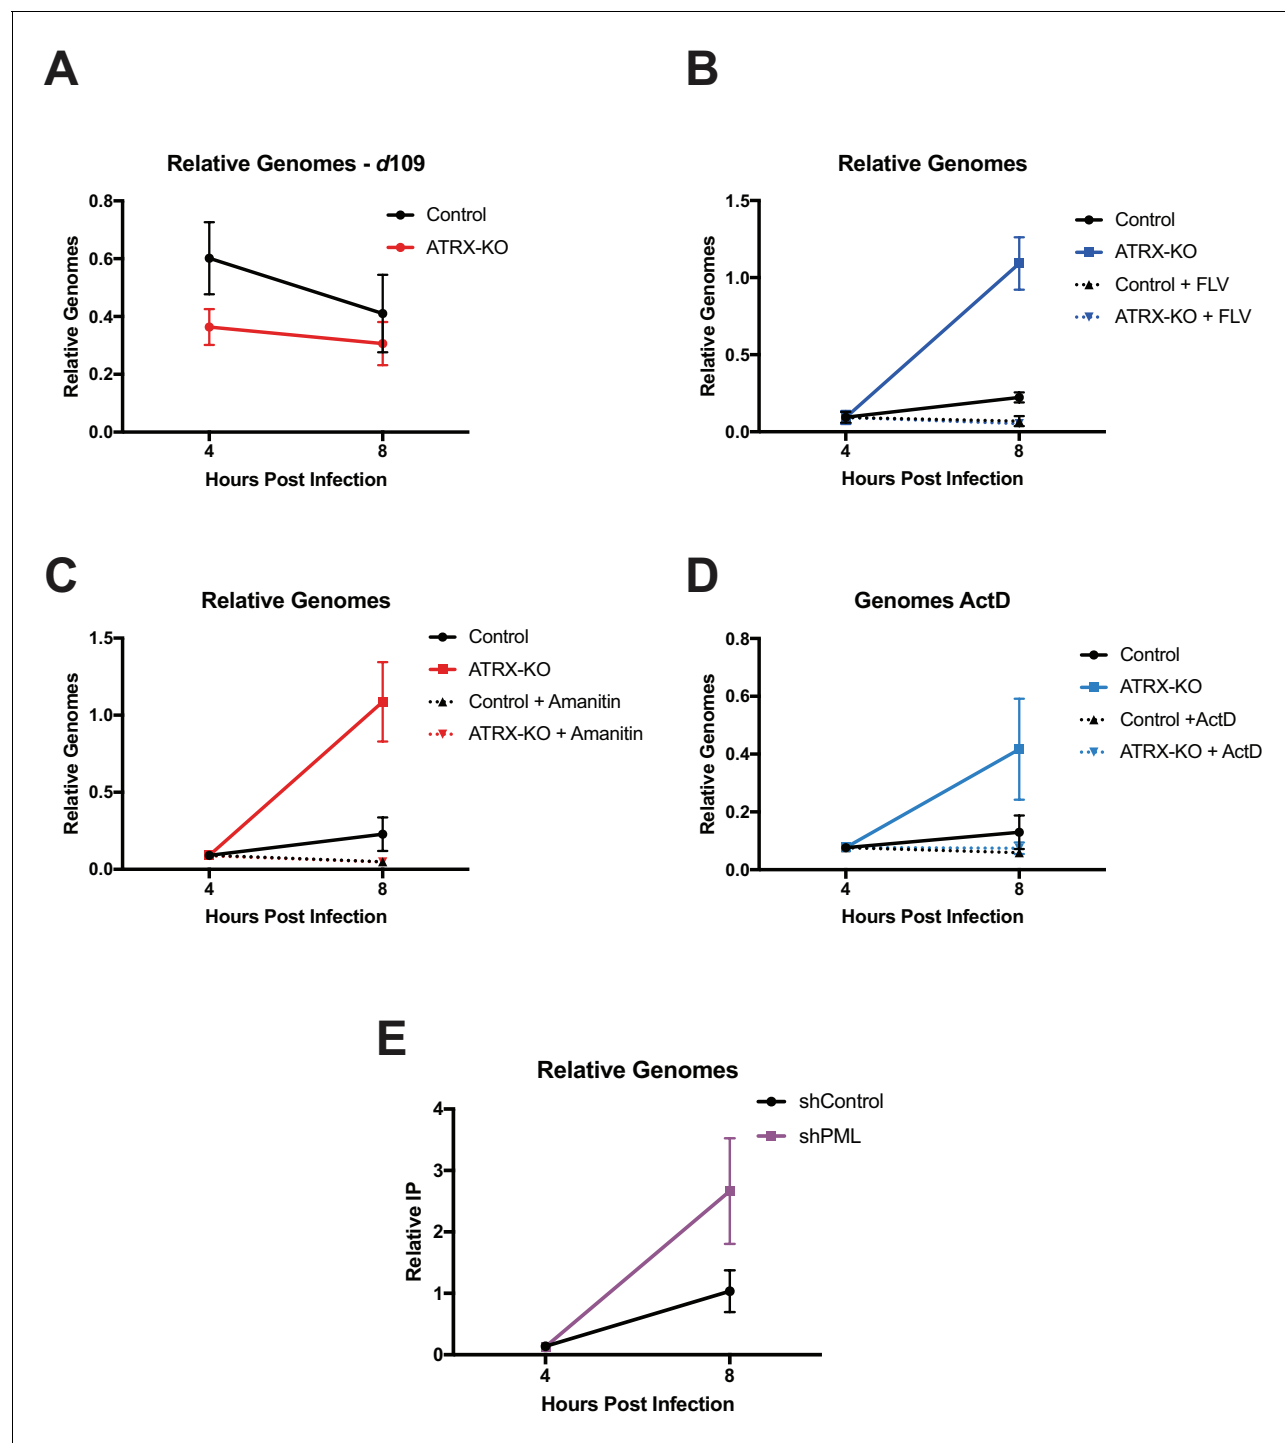 A
Relative Genomes - d109
Relative Genomes
0.8
0.6
0.4
0.2
0.0
4
8
Hours Post Infection
Control
ATRX-KO
B
Relative Genomes
Relative Genomes
1.5
1.0
0.5
0.0
4
8
Hours Post Infection
Control
ATRX-KO
Control + FLV
ATRX-KO + FLV
C
Relative Genomes
Relative Genomes
1.5
1.0
0.5
0.0
4
8
Hours Post Infection
Control
ATRX-KO
Control + Amanitin
ATRX-KO + Amanitin
D
Genomes ActD
Relative Genomes
0.8
0.6
0.4
0.2
0.0
4
8
Hours Post Infection
Control
ATRX-KO
Control +ActD
ATRX-KO + ActD
E
Relative Genomes
Relative IP
4
3
2
1
0
4
8
Hours Post Infection
shControl
shPML